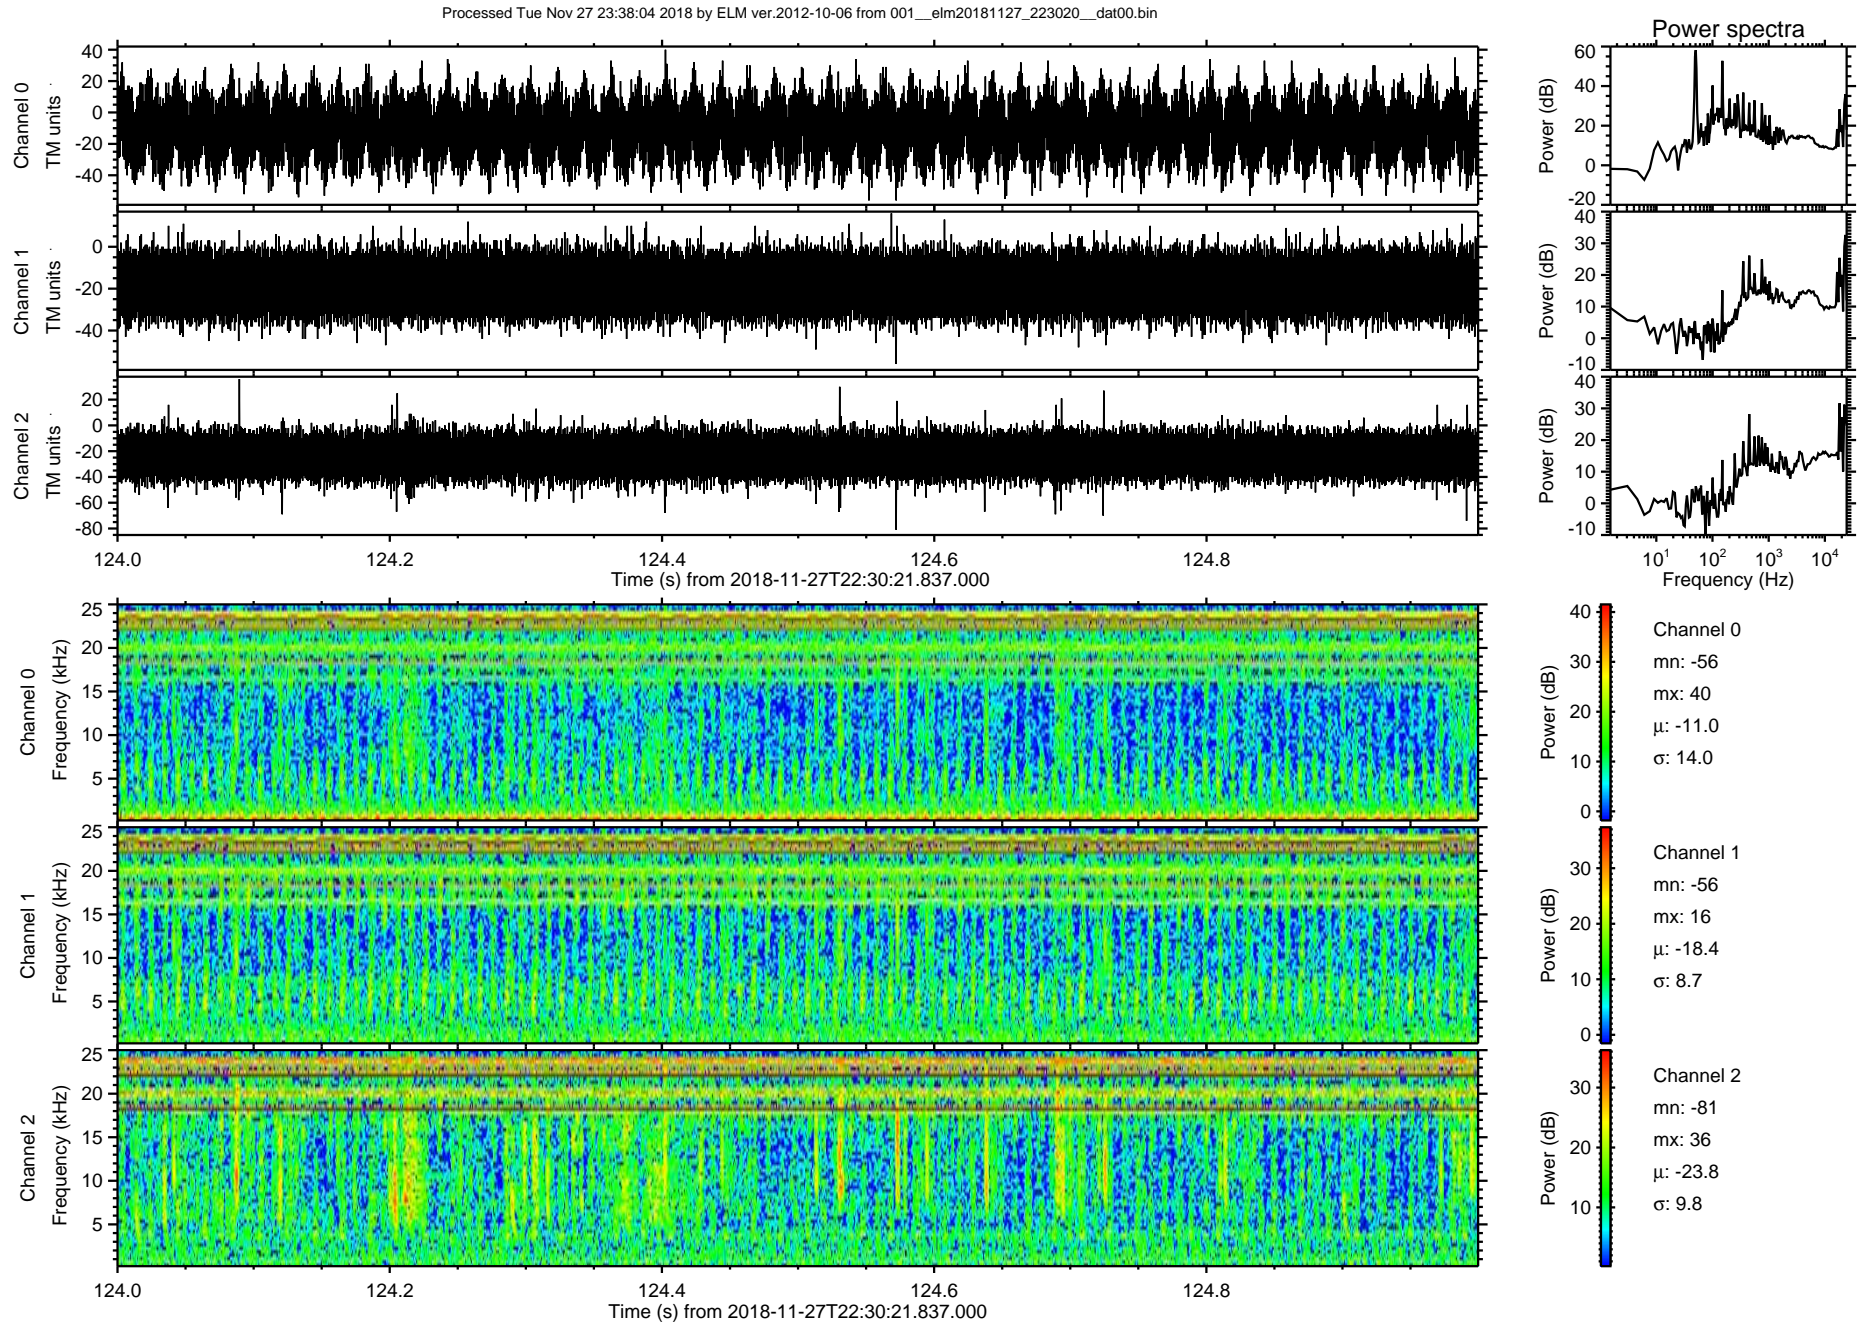 Processed Tue Nov 27 23:38:04 2018 by ELM ver.2012-10-06 from 001__elm20181127_223020__dat00.bin
Power spectra
Channel 0
TM units
40
20
0
-20
-40
Power (dB)
60
40
20
0
-20
Channel 1
TM units
0
-20
-40
Power (dB)
40
30
20
10
0
-10
Channel 2
TM units
20
0
-20
-40
-60
-80
Power (dB)
40
30
20
10
0
-10
124.0 124.2 124.4 124.6 124.8
Time (s) from 2018-11-27T22:30:21.837.000
10^1 10^2 10^3 10^4
Frequency (Hz)
Channel 0
Frequency (kHz)
25
20
15
10
5
Power (dB)
40
30
20
10
0
Channel 0
mn: -56
mx: 40
μ: -11.0
σ: 14.0
Channel 1
Frequency (kHz)
25
20
15
10
5
Power (dB)
30
20
10
0
Channel 1
mn: -56
mx: 16
μ: -18.4
σ: 8.7
Channel 2
Frequency (kHz)
25
20
15
10
5
Power (dB)
30
20
10
Channel 2
mn: -81
mx: 36
μ: -23.8
σ: 9.8
124.0 124.2 124.4 124.6 124.8
Time (s) from 2018-11-27T22:30:21.837.000